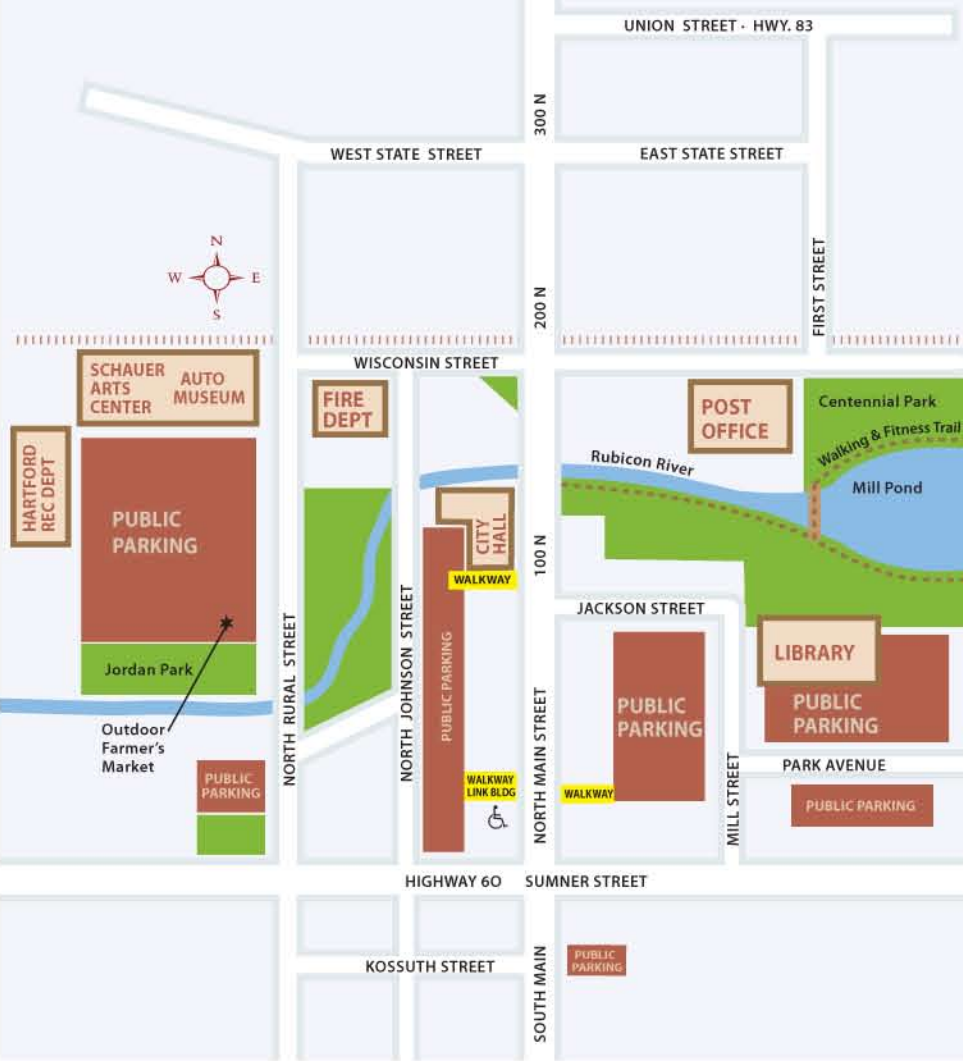 UNION STREET · HWY. 83
300 N
WEST STATE STREET
EAST STATE STREET
N
W
E
S
200 N
FIRST STREET
WISCONSIN STREET
SCHAUER
ARTS
CENTER
AUTO
MUSEUM
FIRE
DEPT
POST
OFFICE
Centennial Park
Walking & Fitness Trail
Rubicon River
Mill Pond
HARTFORD
REC DEPT
PUBLIC
PARKING
CITY
HALL
100 N
WALKWAY
JACKSON STREET
NORTH RURAL STREET
NORTH JOHNSON STREET
PUBLIC PARKING
Jordan Park
LIBRARY
NORTH MAIN STREET
PUBLIC
PARKING
PUBLIC
PARKING
Outdoor
Farmer's
Market
PUBLIC
PARKING
WALKWAY
LINK BLDG
WALKWAY
MILL STREET
PARK AVENUE
PUBLIC PARKING
HIGHWAY 60
SUMNER STREET
SOUTH MAIN
PUBLIC
PARKING
KOSSUTH STREET